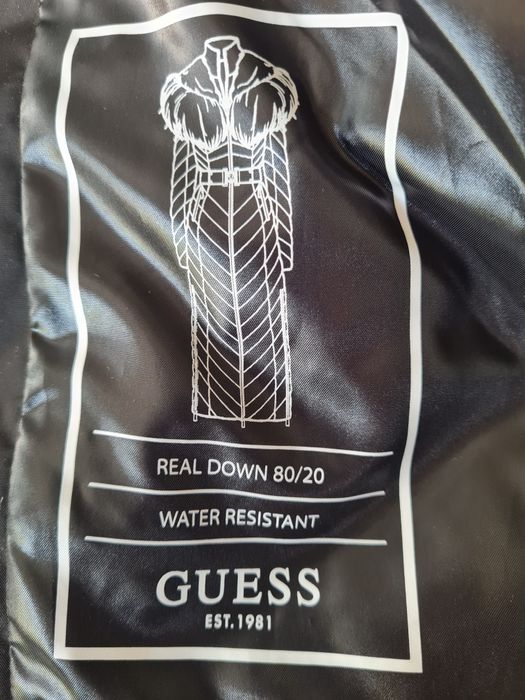 REAL DOWN 80/20
WATER RESISTANT
GUESS
EST.1981